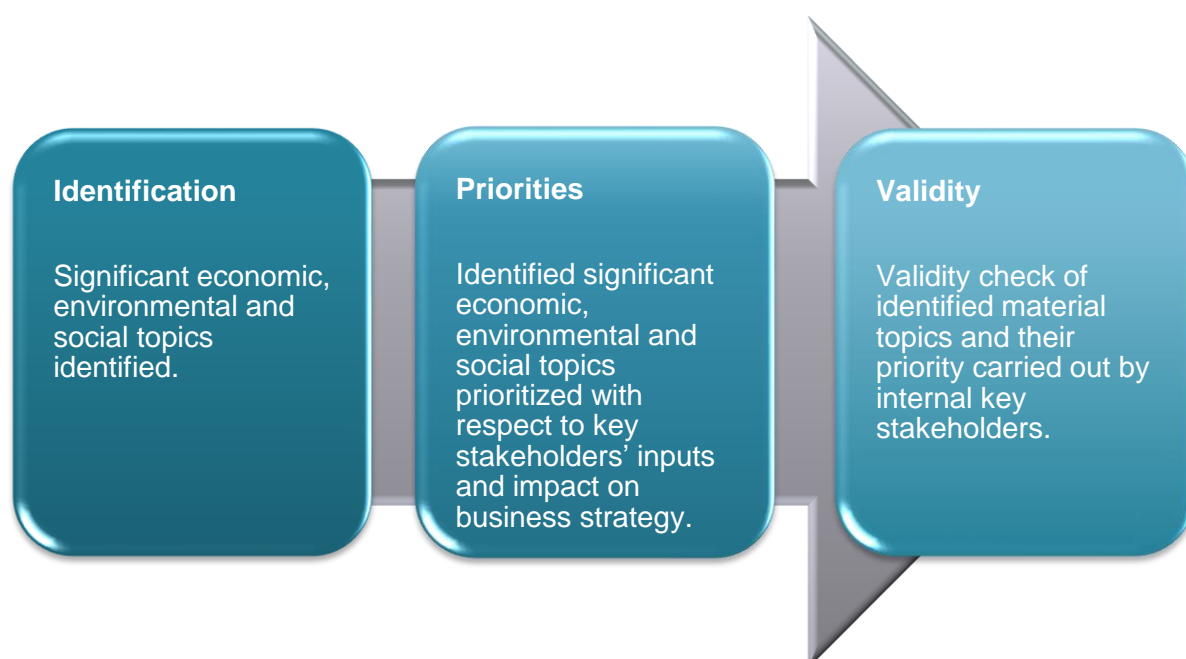 Identification
Significant economic,
environmental and
social topics
identified.
Priorities
Identified significant
economic,
environmental and
social topics
prioritized with
respect to key
stakeholders’ inputs
and impact on
business strategy.
Validity
Validity check of
identified material
topics and their
priority carried out by
internal key
stakeholders.